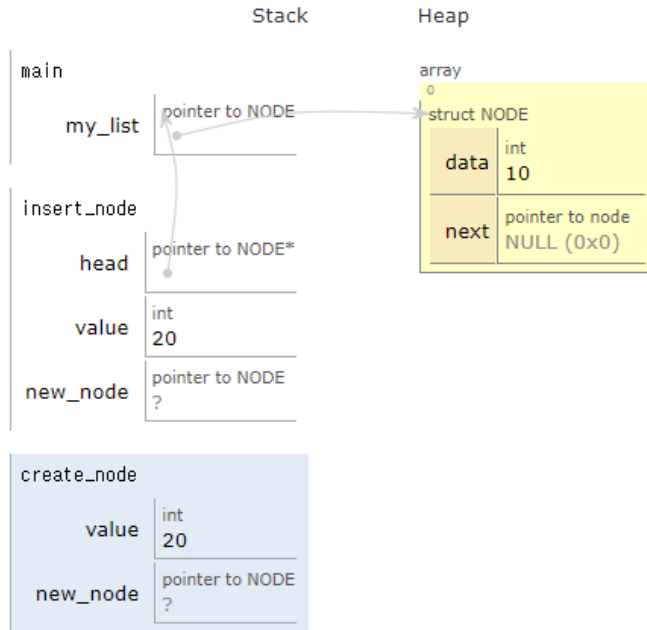 Stack Heap
main
my_list
pointer to NODE
array
0
struct NODE
data
int
10
next
pointer to node
NULL (0x0)
insert_node
head
pointer to NODE*
value
int
20
new_node
pointer to NODE
?
create_node
value
int
20
new_node
pointer to NODE
?